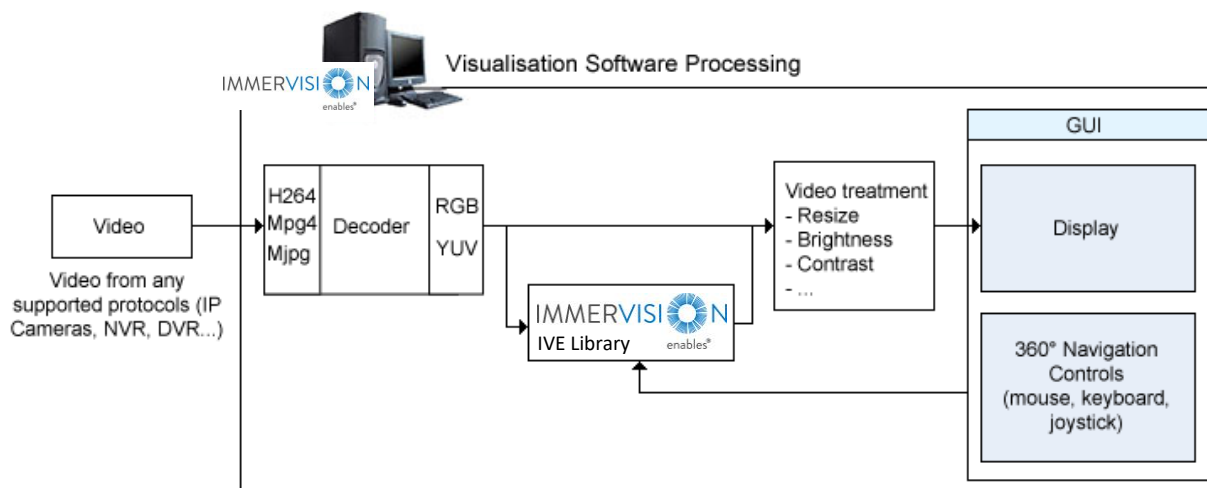 Visualisation Software Processing
IMMERVISION
enables®
GUI
Video
H264
Mpg4
Mjpg
Decoder
RGB
YUV
Video treatment
- Resize
- Brightness
- Contrast
- ...
Display
Video from any
supported protocols (IP
Cameras, NVR, DVR...)
IMMERVISION
IVE Library
enables®
360° Navigation
Controls
(mouse, keyboard,
joystick)